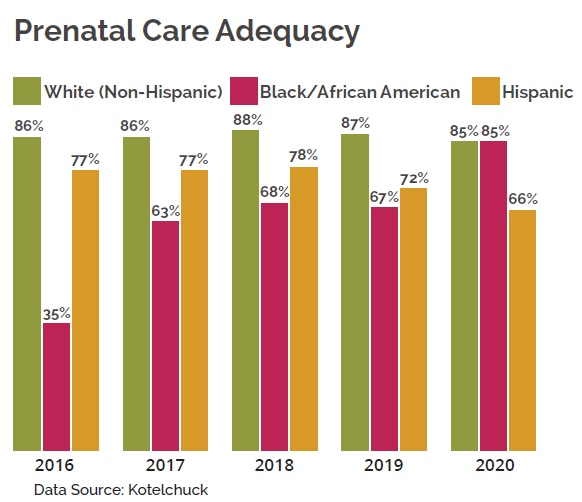 Prenatal Care Adequacy
White (Non-Hispanic) Black/African American Hispanic
86% 35% 77% 86% 63% 77% 88% 68% 78% 87% 67% 72% 85% 85% 66%
2016 2017 2018 2019 2020
Data Source: Kotelchuck